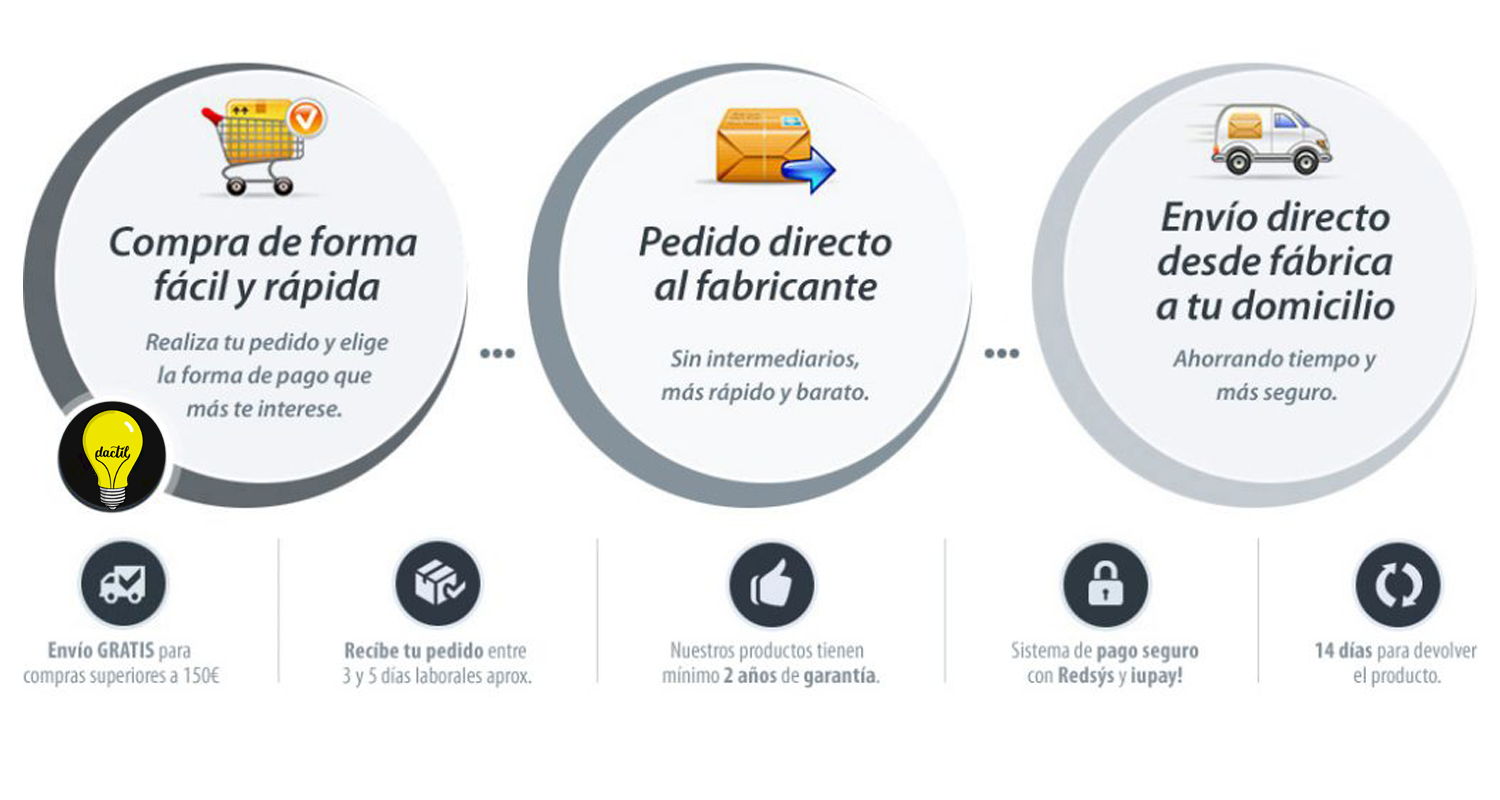 Compra de forma
fácil y rápida
Realiza tu pedido y elige
la forma de pago que
más te interese.
dactil
Pedido directo
al fabricante
Sin intermediarios,
más rápido y barato.
Envío directo
desde fábrica
a tu domicilio
Ahorrando tiempo y
más seguro.
Envío GRATIS para
compras superiores a 150€
Recibe tu pedido entre
3 y 5 días laborales aprox.
Nuestros productos tienen
mínimo 2 años de garantía.
Sistema de pago seguro
con Redsýs y iupay!
14 días para devolver
el producto.